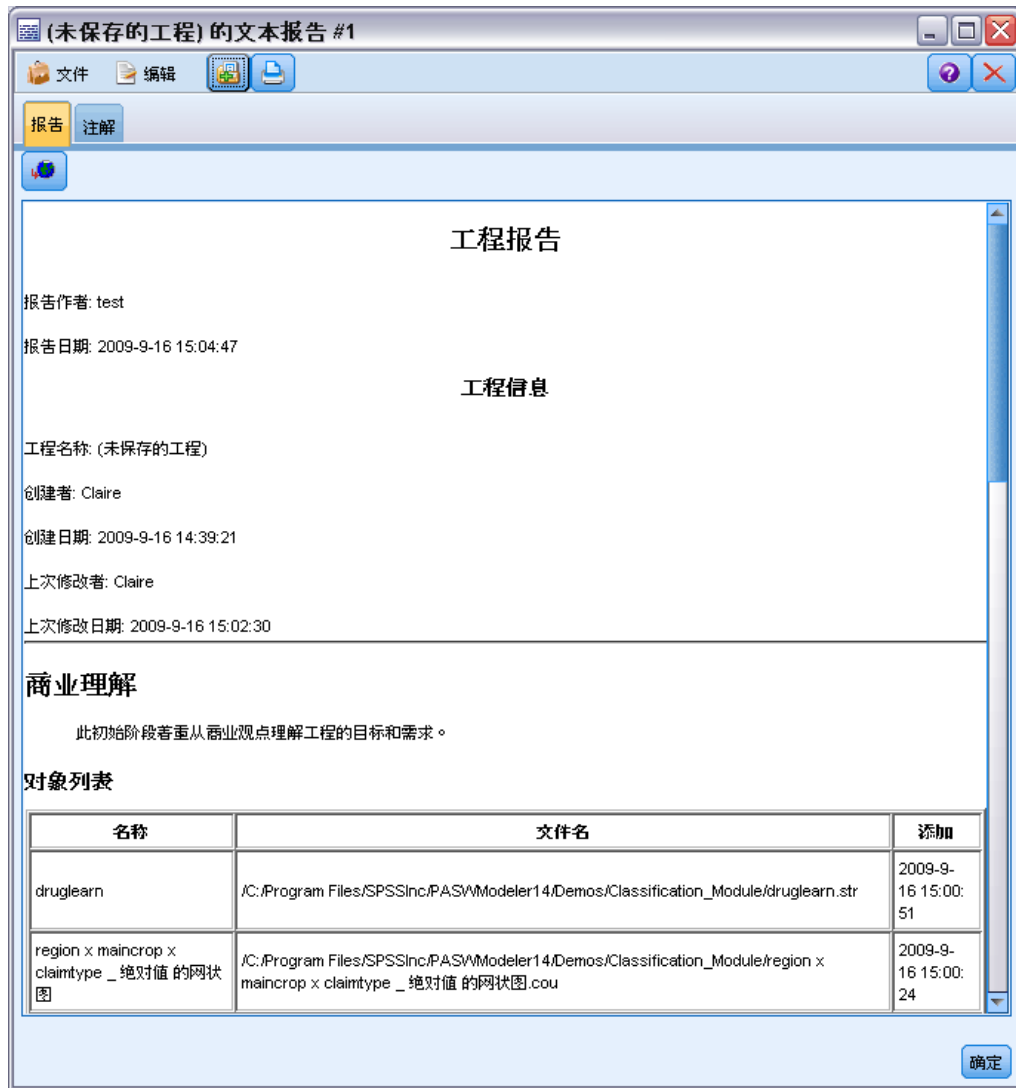 (未保存的工程) 的文本报告 #1
文件 编辑
报告 注解
工程报告
报告作者: test
报告日期: 2009-9-16 15:04:47
工程信息
工程名称: (未保存的工程)
创建者: Claire
创建日期: 2009-9-16 14:39:21
上次修改者: Claire
上次修改日期: 2009-9-16 15:02:30
商业理解
此初始阶段着重从商业观点理解工程的目标和需求。
对象列表
名称 文件名 添加
druglearn /C:/Program Files/SPSSInc/PASWModeler14/Demos/Classification_Module/druglearn.str 2009-9-
16 15:00:
51
region x maincrop x
claimtype _ 绝对值 的网状
图 /C:/Program Files/SPSSInc/PASWModeler14/Demos/Classification_Module/region x
maincrop x claimtype _ 绝对值 的网状图.cou 2009-9-
16 15:00:
24
确定